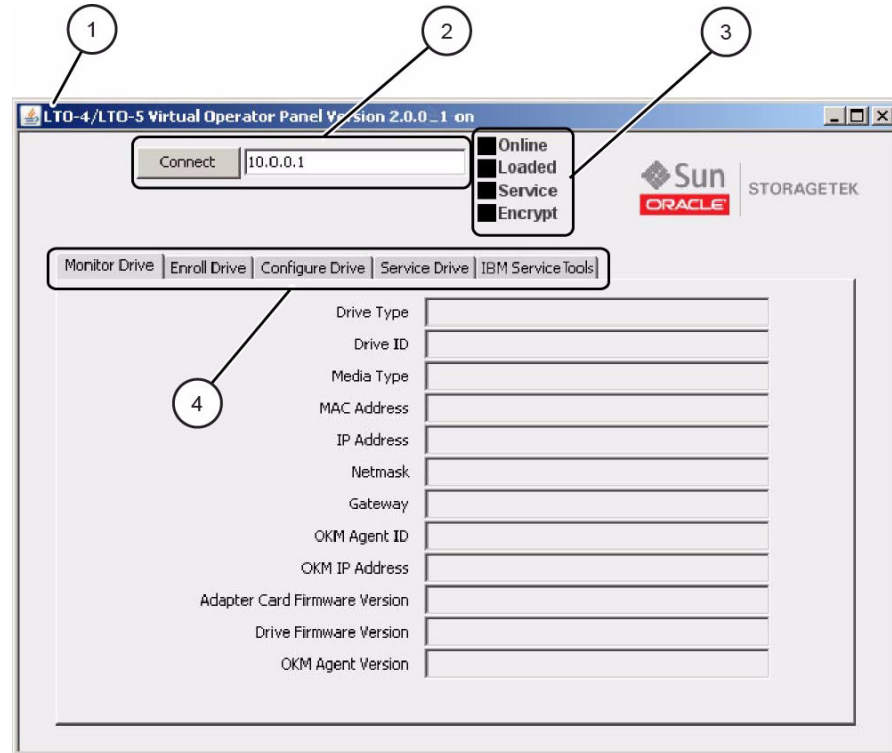 1
2
3
LTO-4/LTO-5 Virtual Operator Panel Version 2.0.0_1 on
Connect
10.0.0.1
Online
Loaded
Service
Encrypt
Sun
ORACLE
STORAGETEK
Monitor Drive
Enroll Drive
Configure Drive
Service Drive
IBM Service Tools
Drive Type
Drive ID
Media Type
4
MAC Address
IP Address
Netmask
Gateway
OKM Agent ID
OKM IP Address
Adapter Card Firmware Version
Drive Firmware Version
OKM Agent Version